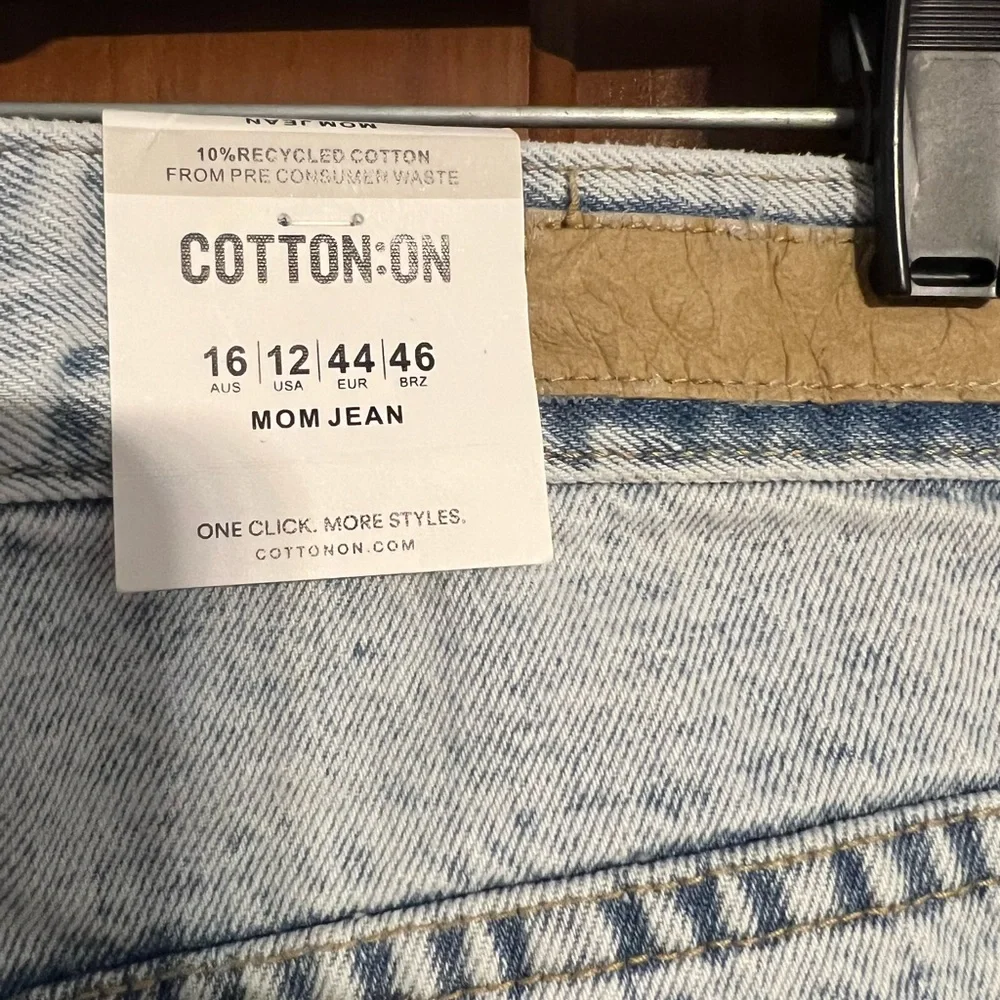 MOM JEAN
10%RECYCLED COTTON
FROM PRE CONSUMER WASTE
COTTON:ON
16 | 12 | 44 | 46
AUS USA EUR BRZ
MOM JEAN
ONE CLICK. MORE STYLES.
COTTONON.COM